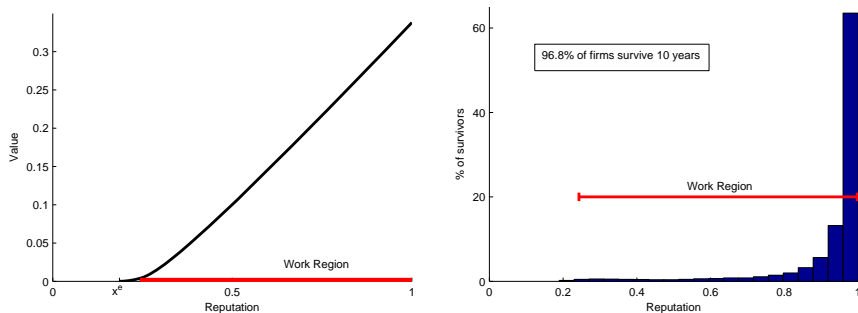 0.3
0.25
0.2
0.15
0.1
0.05
0
Value
Work Region
0
x^e
0.5
1
Reputation
60
40
20
0
% of survivors
96.8% of firms survive 10 years
Work Region
0
0.2
0.4
0.6
0.8
1
Reputation